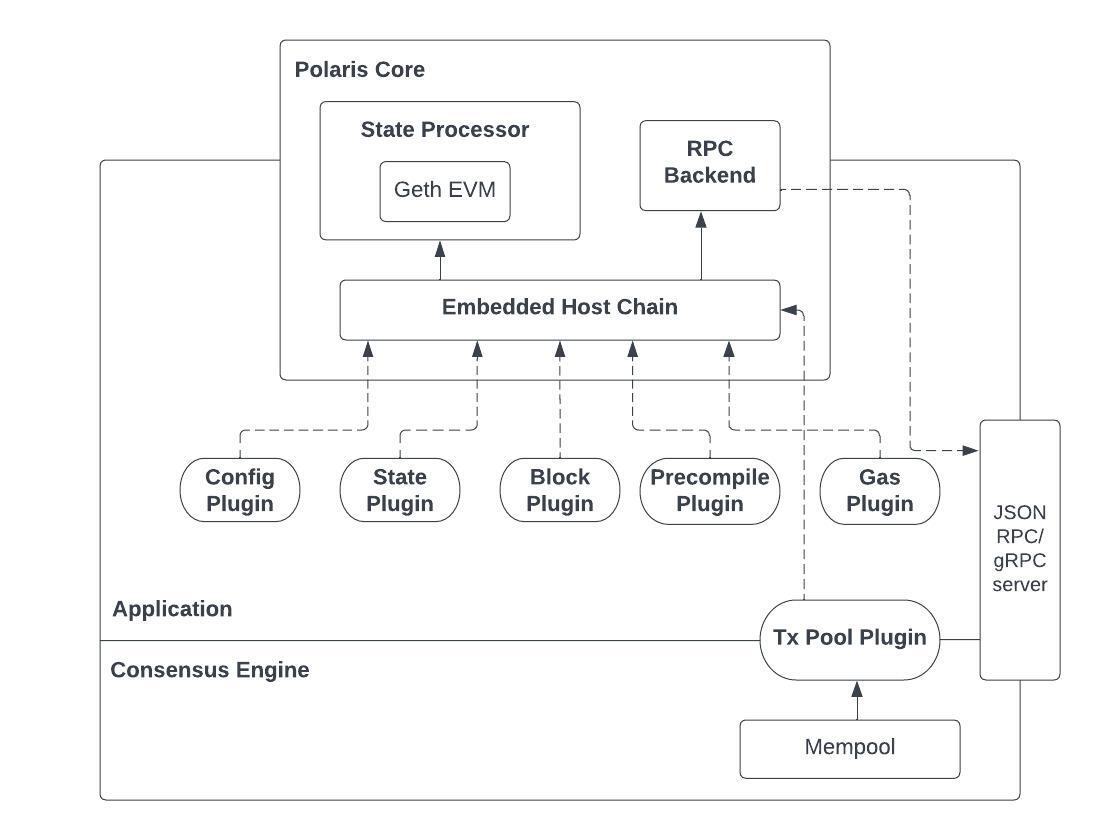 Polaris Core
State Processor
Geth EVM
RPC
Backend
Embedded Host Chain
Config
Plugin
State
Plugin
Block
Plugin
Precompile
Plugin
Gas
Plugin
JSON
RPC/
gRPC
server
Application
Tx Pool Plugin
Consensus Engine
Mempool